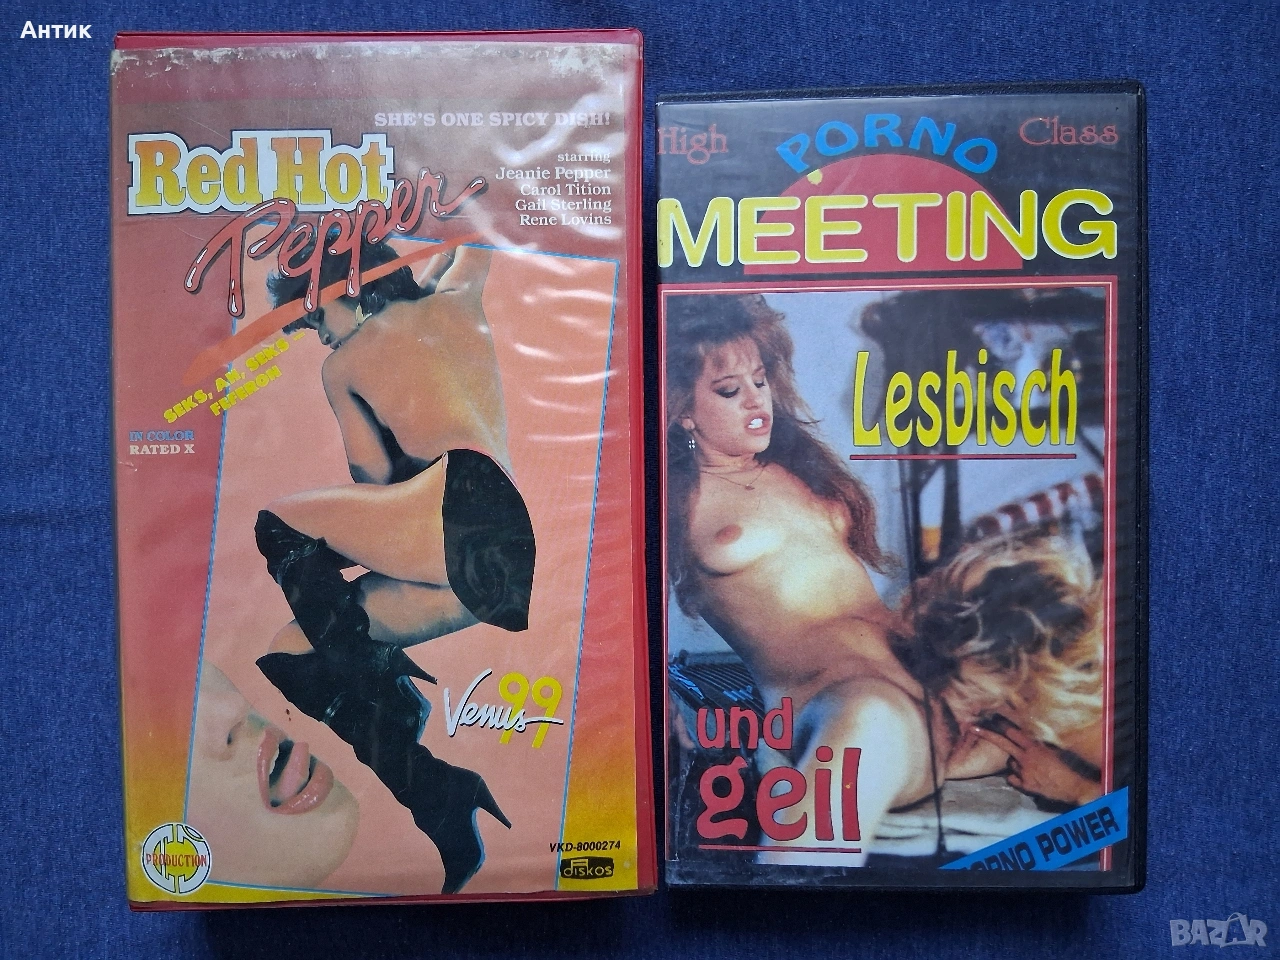 Антик
SHE'S ONE SPICY DISH!
Red Hot
Pepper
starring
Jeanie Pepper
Carol Tition
Gail Sterling
Rene Lovins
SEKS, AH, SEKS ...
FEFERON
IN COLOR
RATED X
Venus 99
PRODUCTION
VKD-8000274
diskos
High PORNO Class
MEETING
Lesbisch
und
geil
PORNO POWER
BAZAR